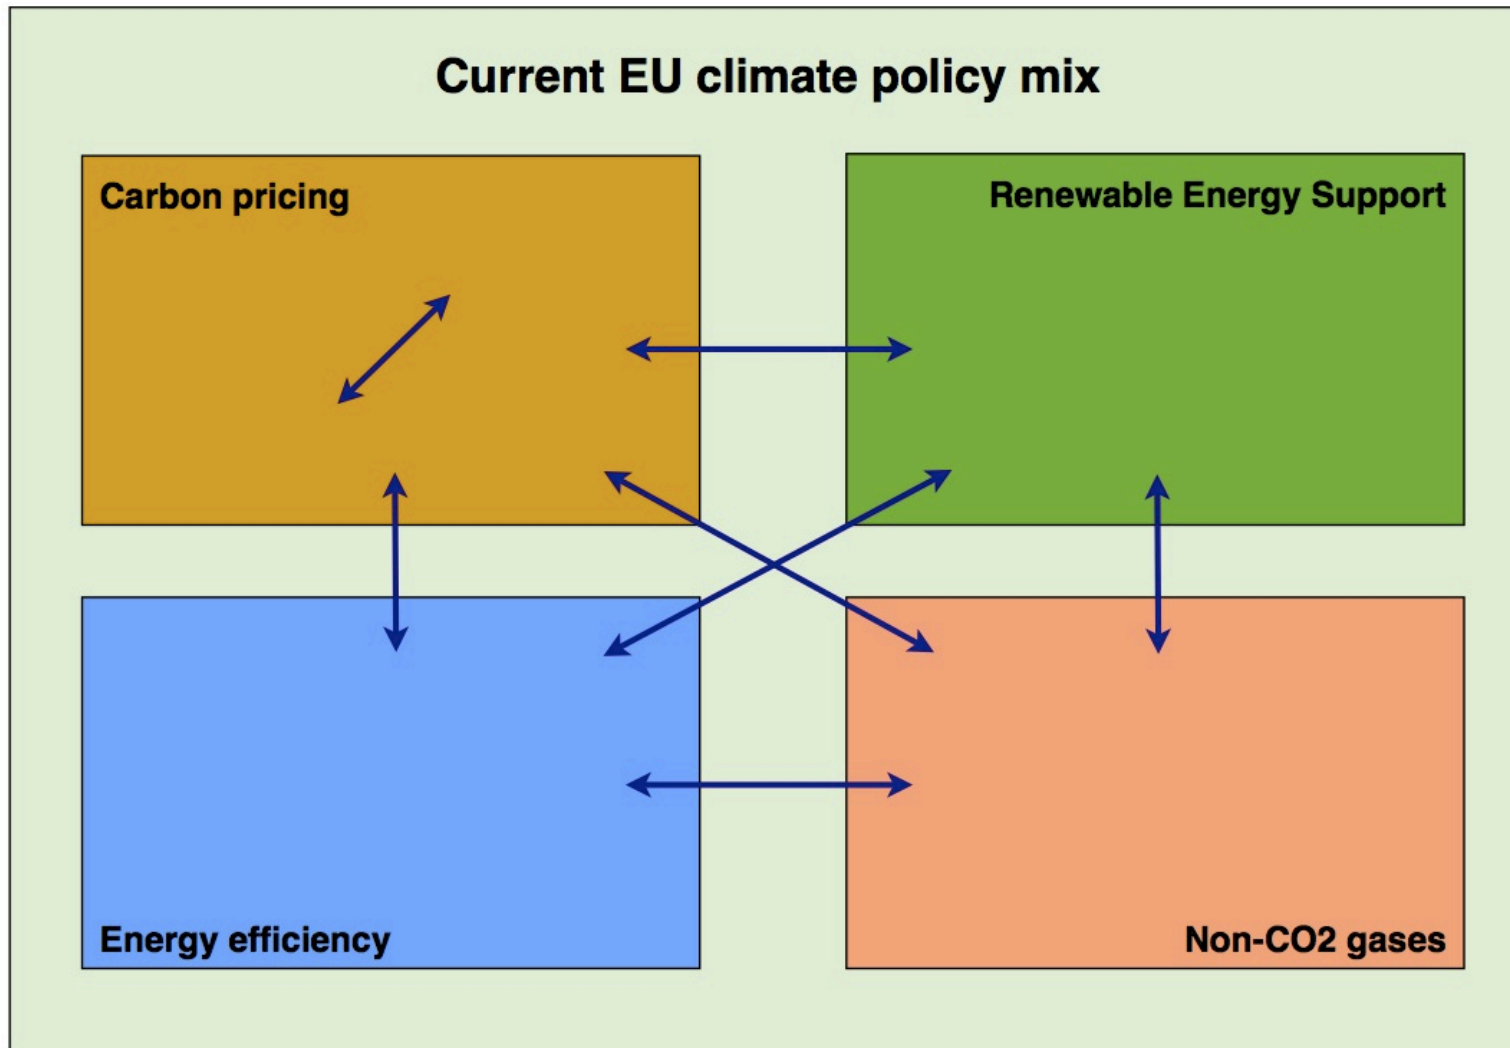 Current EU climate policy mix
Carbon pricing
Renewable Energy Support
Energy efficiency
Non-CO2 gases